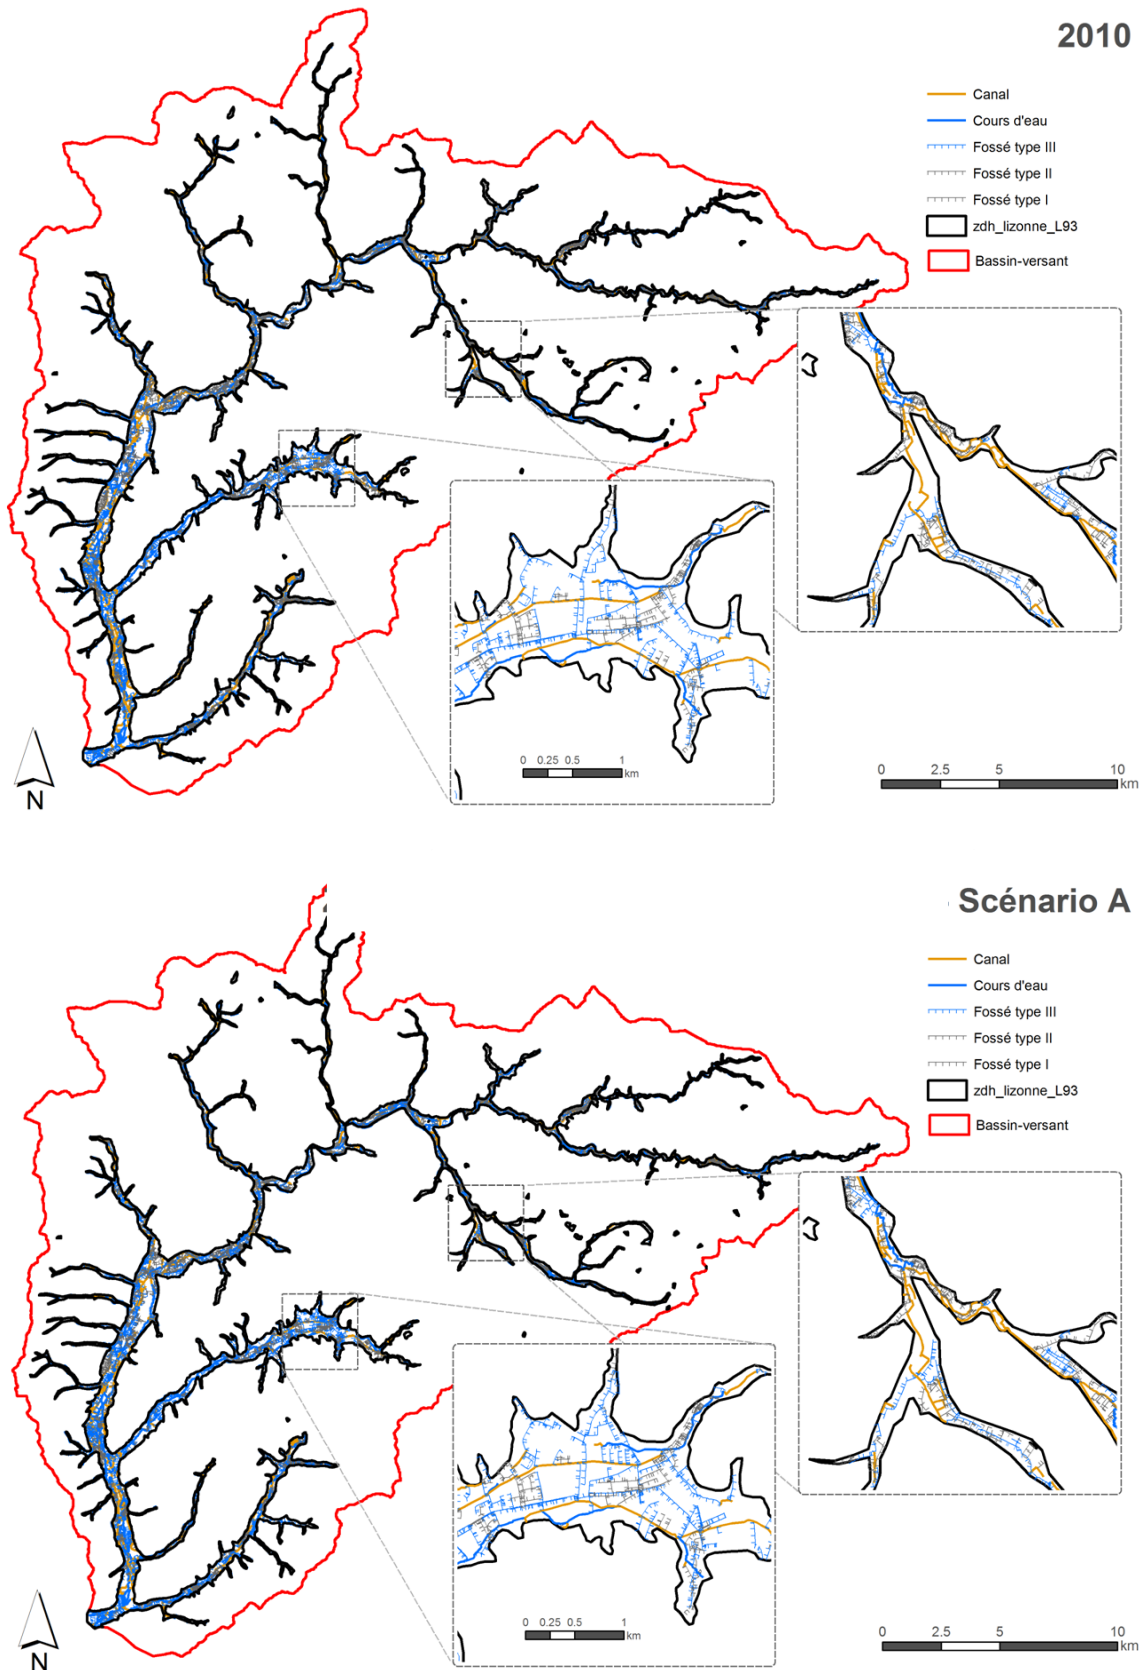 2010
Canal
Cours d'eau
Fossé type III
Fossé type II
Fossé type I
zdh_lizonne_L93
Bassin-versant
0 0.25 0.5 1
km
N
0 2.5 5 10
km
Scénario A
Canal
Cours d'eau
Fossé type III
Fossé type II
Fossé type I
zdh_lizonne_L93
Bassin-versant
0 0.25 0.5 1
km
N
0 2.5 5 10
km